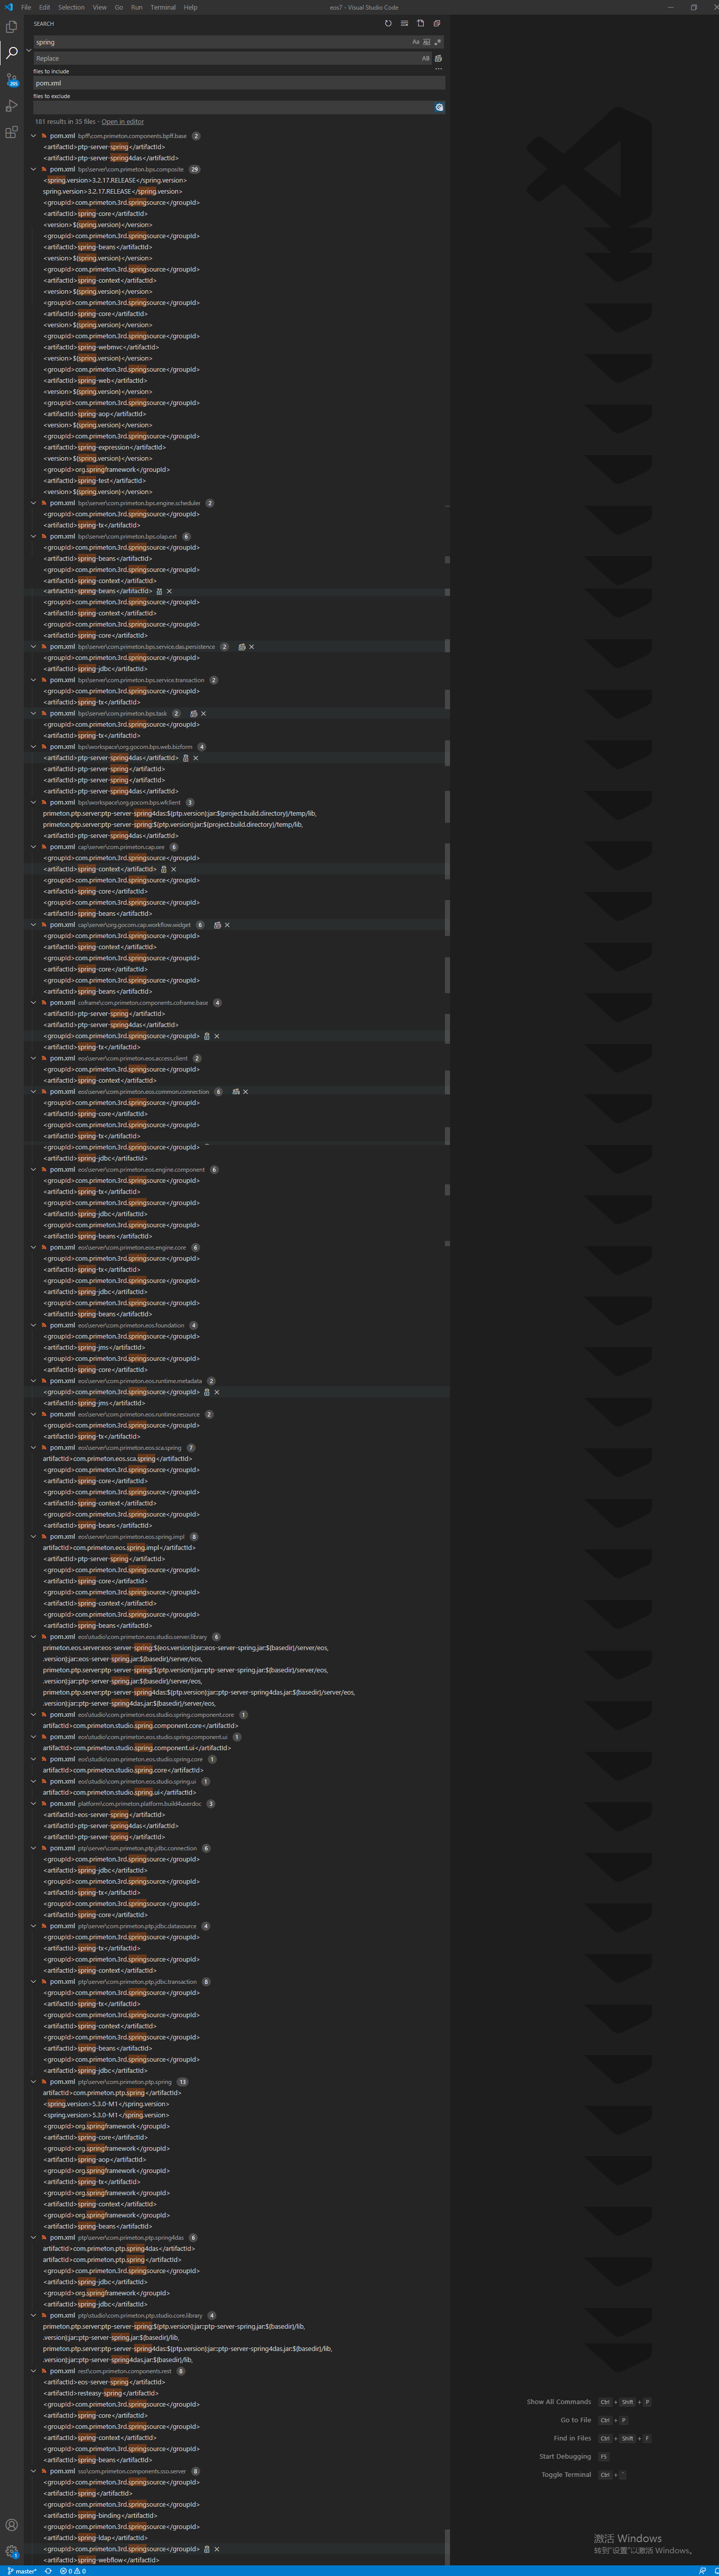 File Edit Selection View Go Run Terminal Help
eos7 - Visual Studio Code
SEARCH
spring
Aa
Replace
AB
files to include
pom.xml
files to exclude
181 results in 35 files - Open in editor
205
pom.xml bpff\com.primeton.components.bpff.base 2
<artifactId>ptp-server-spring</artifactId>
<artifactId>ptp-server-spring4das</artifactId>
pom.xml bps\server\com.primeton.bps.composite 29
<spring.version>3.2.17.RELEASE</spring.version>
spring.version>3.2.17.RELEASE</spring.version>
<groupId>com.primeton.3rd.springsource</groupId>
<artifactId>spring-core</artifactId>
<version>${spring.version}</version>
<groupId>com.primeton.3rd.springsource</groupId>
<artifactId>spring-beans</artifactId>
<version>${spring.version}</version>
<groupId>com.primeton.3rd.springsource</groupId>
<artifactId>spring-context</artifactId>
<version>${spring.version}</version>
<groupId>com.primeton.3rd.springsource</groupId>
<artifactId>spring-core</artifactId>
<version>${spring.version}</version>
<groupId>com.primeton.3rd.springsource</groupId>
<artifactId>spring-webmvc</artifactId>
<version>${spring.version}</version>
<groupId>com.primeton.3rd.springsource</groupId>
<artifactId>spring-web</artifactId>
<version>${spring.version}</version>
<groupId>com.primeton.3rd.springsource</groupId>
<artifactId>spring-aop</artifactId>
<version>${spring.version}</version>
<groupId>com.primeton.3rd.springsource</groupId>
<artifactId>spring-expression</artifactId>
<version>${spring.version}</version>
<groupId>org.springframework</groupId>
<artifactId>spring-test</artifactId>
<version>${spring.version}</version>
pom.xml bps\server\com.primeton.bps.engine.scheduler 2
<groupId>com.primeton.3rd.springsource</groupId>
<artifactId>spring-tx</artifactId>
pom.xml bps\server\com.primeton.bps.olap.ext 6
<groupId>com.primeton.3rd.springsource</groupId>
<artifactId>spring-beans</artifactId>
<groupId>com.primeton.3rd.springsource</groupId>
<artifactId>spring-context</artifactId>
<artifactId>spring-beans</artifactId>
<groupId>com.primeton.3rd.springsource</groupId>
<artifactId>spring-context</artifactId>
<groupId>com.primeton.3rd.springsource</groupId>
<artifactId>spring-core</artifactId>
pom.xml bps\server\com.primeton.bps.service.das.persistence 2
<groupId>com.primeton.3rd.springsource</groupId>
<artifactId>spring-jdbc</artifactId>
pom.xml bps\server\com.primeton.bps.service.transaction 2
<groupId>com.primeton.3rd.springsource</groupId>
<artifactId>spring-tx</artifactId>
pom.xml bps\server\com.primeton.bps.task 2
<groupId>com.primeton.3rd.springsource</groupId>
<artifactId>spring-tx</artifactId>
pom.xml bps\workspace\org.gocom.bps.web.bizform 4
<artifactId>ptp-server-spring4das</artifactId>
<artifactId>ptp-server-spring</artifactId>
<artifactId>ptp-server-spring</artifactId>
<artifactId>ptp-server-spring4das</artifactId>
pom.xml bps\workspace\org.gocom.bps.wfclient 3
primeton.ptp.server:ptp-server-spring4das:${ptp.version}:jar:${project.build.directory}/temp/lib,
primeton.ptp.server:ptp-server-spring:${ptp.version}:jar:${project.build.directory}/temp/lib,
<artifactId>ptp-server-spring4das</artifactId>
pom.xml cap\server\com.primeton.cap.see 6
<groupId>com.primeton.3rd.springsource</groupId>
<artifactId>spring-context</artifactId>
<groupId>com.primeton.3rd.springsource</groupId>
<artifactId>spring-core</artifactId>
<groupId>com.primeton.3rd.springsource</groupId>
<artifactId>spring-beans</artifactId>
pom.xml cap\server\org.gocom.cap.workflow.widget 6
<groupId>com.primeton.3rd.springsource</groupId>
<artifactId>spring-context</artifactId>
<groupId>com.primeton.3rd.springsource</groupId>
<artifactId>spring-core</artifactId>
<groupId>com.primeton.3rd.springsource</groupId>
<artifactId>spring-beans</artifactId>
pom.xml coframe\com.primeton.components.coframe.base 4
<artifactId>ptp-server-spring</artifactId>
<artifactId>ptp-server-spring4das</artifactId>
<groupId>com.primeton.3rd.springsource</groupId>
<artifactId>spring-tx</artifactId>
pom.xml eos\server\com.primeton.eos.access.client 2
<groupId>com.primeton.3rd.springsource</groupId>
<artifactId>spring-context</artifactId>
pom.xml eos\server\com.primeton.eos.common.connection 6
<groupId>com.primeton.3rd.springsource</groupId>
<artifactId>spring-core</artifactId>
<groupId>com.primeton.3rd.springsource</groupId>
<artifactId>spring-tx</artifactId>
<groupId>com.primeton.3rd.springsource</groupId>
<artifactId>spring-jdbc</artifactId>
pom.xml eos\server\com.primeton.eos.engine.component 6
<groupId>com.primeton.3rd.springsource</groupId>
<artifactId>spring-tx</artifactId>
<groupId>com.primeton.3rd.springsource</groupId>
<artifactId>spring-jdbc</artifactId>
<groupId>com.primeton.3rd.springsource</groupId>
<artifactId>spring-beans</artifactId>
pom.xml eos\server\com.primeton.eos.engine.core 6
<groupId>com.primeton.3rd.springsource</groupId>
<artifactId>spring-tx</artifactId>
<groupId>com.primeton.3rd.springsource</groupId>
<artifactId>spring-jdbc</artifactId>
<groupId>com.primeton.3rd.springsource</groupId>
<artifactId>spring-beans</artifactId>
pom.xml eos\server\com.primeton.eos.foundation 4
<groupId>com.primeton.3rd.springsource</groupId>
<artifactId>spring-jms</artifactId>
<groupId>com.primeton.3rd.springsource</groupId>
<artifactId>spring-core</artifactId>
pom.xml eos\server\com.primeton.eos.runtime.metadata 2
<groupId>com.primeton.3rd.springsource</groupId>
<artifactId>spring-jms</artifactId>
pom.xml eos\server\com.primeton.eos.runtime.resource 2
<groupId>com.primeton.3rd.springsource</groupId>
<artifactId>spring-tx</artifactId>
pom.xml eos\server\com.primeton.eos.sca.spring 7
artifactId>com.primeton.eos.sca.spring</artifactId>
<groupId>com.primeton.3rd.springsource</groupId>
<artifactId>spring-core</artifactId>
<groupId>com.primeton.3rd.springsource</groupId>
<artifactId>spring-context</artifactId>
<groupId>com.primeton.3rd.springsource</groupId>
<artifactId>spring-beans</artifactId>
pom.xml eos\server\com.primeton.eos.spring.impl 8
artifactId>com.primeton.eos.spring.impl</artifactId>
<artifactId>ptp-server-spring</artifactId>
<groupId>com.primeton.3rd.springsource</groupId>
<artifactId>spring-core</artifactId>
<groupId>com.primeton.3rd.springsource</groupId>
<artifactId>spring-context</artifactId>
<groupId>com.primeton.3rd.springsource</groupId>
<artifactId>spring-beans</artifactId>
pom.xml eos\studio\com.primeton.eos.studio.server.library 6
primeton.eos.server:eos-server-spring:${eos.version}:jar::eos-server-spring.jar:${basedir}/server/eos,
.version}:jar::eos-server-spring.jar:${basedir}/server/eos,
primeton.ptp.server:ptp-server-spring:${ptp.version}:jar::ptp-server-spring.jar:${basedir}/server/eos,
.version}:jar::ptp-server-spring.jar:${basedir}/server/eos,
primeton.ptp.server:ptp-server-spring4das:${ptp.version}:jar::ptp-server-spring4das.jar:${basedir}/server/eos,
.version}:jar::ptp-server-spring4das.jar:${basedir}/server/eos,
pom.xml eos\studio\com.primeton.eos.studio.spring.component.core 1
artifactId>com.primeton.studio.spring.component.core</artifactId>
pom.xml eos\studio\com.primeton.eos.studio.spring.component.ui 1
artifactId>com.primeton.studio.spring.component.ui</artifactId>
pom.xml eos\studio\com.primeton.eos.studio.spring.core 1
artifactId>com.primeton.studio.spring.core</artifactId>
pom.xml eos\studio\com.primeton.eos.studio.spring.ui 1
artifactId>com.primeton.studio.spring.ui</artifactId>
pom.xml platform\com.primeton.platform.build4userdoc 3
<artifactId>eos-server-spring</artifactId>
<artifactId>ptp-server-spring4das</artifactId>
<artifactId>ptp-server-spring</artifactId>
pom.xml ptp\server\com.primeton.ptp.jdbc.connection 6
<groupId>com.primeton.3rd.springsource</groupId>
<artifactId>spring-jdbc</artifactId>
<groupId>com.primeton.3rd.springsource</groupId>
<artifactId>spring-tx</artifactId>
<groupId>com.primeton.3rd.springsource</groupId>
<artifactId>spring-core</artifactId>
pom.xml ptp\server\com.primeton.ptp.jdbc.datasource 4
<groupId>com.primeton.3rd.springsource</groupId>
<artifactId>spring-tx</artifactId>
<groupId>com.primeton.3rd.springsource</groupId>
<artifactId>spring-context</artifactId>
pom.xml ptp\server\com.primeton.ptp.jdbc.transaction 8
<groupId>com.primeton.3rd.springsource</groupId>
<artifactId>spring-tx</artifactId>
<groupId>com.primeton.3rd.springsource</groupId>
<artifactId>spring-context</artifactId>
<groupId>com.primeton.3rd.springsource</groupId>
<artifactId>spring-beans</artifactId>
<groupId>com.primeton.3rd.springsource</groupId>
<artifactId>spring-jdbc</artifactId>
pom.xml ptp\server\com.primeton.ptp.spring 13
artifactId>com.primeton.ptp.spring</artifactId>
<spring.version>5.3.0-M1</spring.version>
<spring.version>5.3.0-M1</spring.version>
<groupId>org.springframework</groupId>
<artifactId>spring-core</artifactId>
<groupId>org.springframework</groupId>
<artifactId>spring-aop</artifactId>
<groupId>org.springframework</groupId>
<artifactId>spring-tx</artifactId>
<groupId>org.springframework</groupId>
<artifactId>spring-context</artifactId>
<groupId>org.springframework</groupId>
<artifactId>spring-beans</artifactId>
pom.xml ptp\server\com.primeton.ptp.spring4das 6
artifactId>com.primeton.ptp.spring4das</artifactId>
artifactId>com.primeton.ptp.spring</artifactId>
<groupId>com.primeton.3rd.springsource</groupId>
<artifactId>spring-jdbc</artifactId>
<groupId>org.springframework</groupId>
<artifactId>spring-jdbc</artifactId>
pom.xml ptp\studio\com.primeton.ptp.studio.core.library 4
primeton.ptp.server:ptp-server-spring:${ptp.version}:jar::ptp-server-spring.jar:${basedir}/lib,
.version}:jar::ptp-server-spring.jar:${basedir}/lib,
primeton.ptp.server:ptp-server-spring4das:${ptp.version}:jar::ptp-server-spring4das.jar:${basedir}/lib,
.version}:jar::ptp-server-spring4das.jar:${basedir}/lib,
pom.xml rest\com.primeton.components.rest 8
<artifactId>eos-server-spring</artifactId>
<artifactId>resteasy-spring</artifactId>
<groupId>com.primeton.3rd.springsource</groupId>
<artifactId>spring-core</artifactId>
<groupId>com.primeton.3rd.springsource</groupId>
<artifactId>spring-context</artifactId>
<groupId>com.primeton.3rd.springsource</groupId>
<artifactId>spring-beans</artifactId>
pom.xml sso\com.primeton.components.sso.server 8
<groupId>com.primeton.3rd.springsource</groupId>
<artifactId>spring</artifactId>
<groupId>com.primeton.3rd.springsource</groupId>
<artifactId>spring-binding</artifactId>
<groupId>com.primeton.3rd.springsource</groupId>
<artifactId>spring-ldap</artifactId>
<groupId>com.primeton.3rd.springsource</groupId>
<artifactId>spring-webflow</artifactId>
Show All Commands Ctrl + Shift + P
Go to File Ctrl + P
Find in Files Ctrl + Shift + F
Start Debugging F5
Toggle Terminal Ctrl + `
激活 Windows
转到"设置"以激活 Windows。
1
master* 0 0